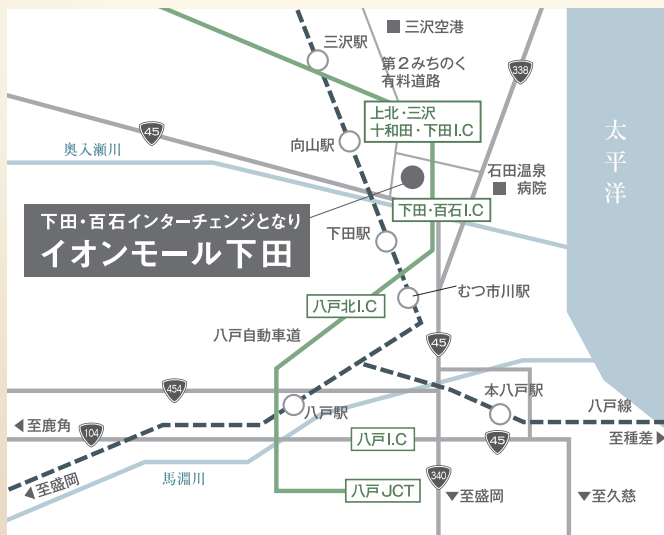 三沢空港
三沢駅
第2みちのく
有料道路
338
上北・三沢
十和田・下田I.C
45
向山駅
奥入瀬川
石田温泉
病院
太平洋
下田・百石I.C
下田・百石インターチェンジとなり
イオンモール下田
下田駅
むつ市川駅
八戸北I.C
八戸自動車道
45
454
本八戸駅
八戸駅
八戸線
至鹿角
104
八戸I.C
45
至種差
馬淵川
340
至盛岡
八戸JCT
至盛岡
至久慈